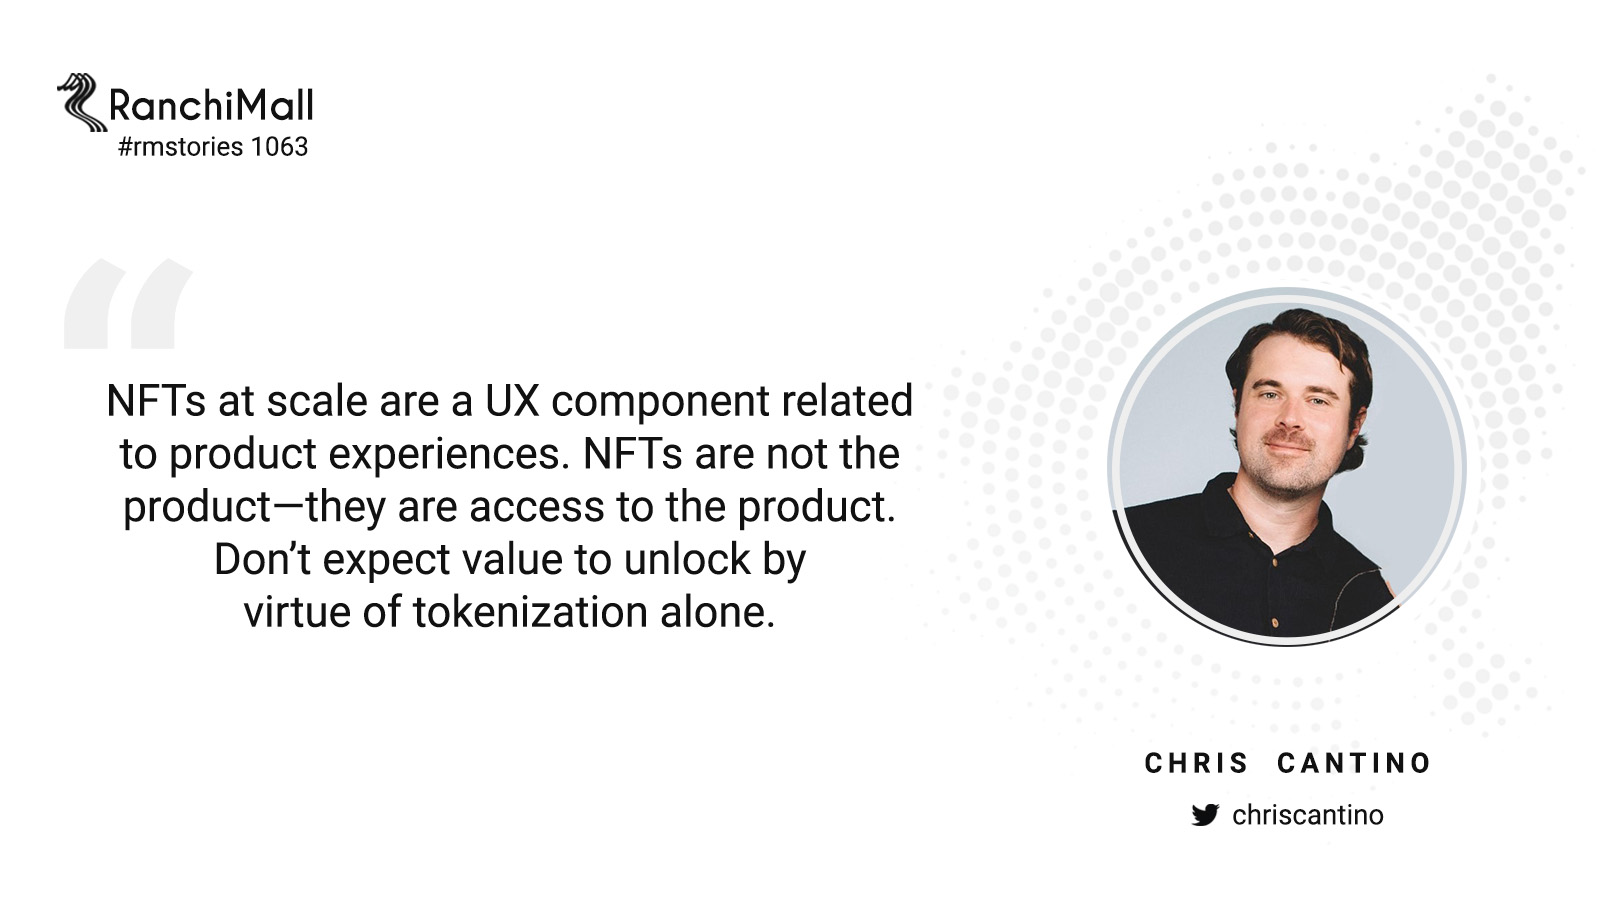 RanchiMall
#rmstories 1063
“
NFTs at scale are a UX component related
to product experiences. NFTs are not the
product—they are access to the product.
Don’t expect value to unlock by
virtue of tokenization alone.
CHRIS CANTINO
chriscantino